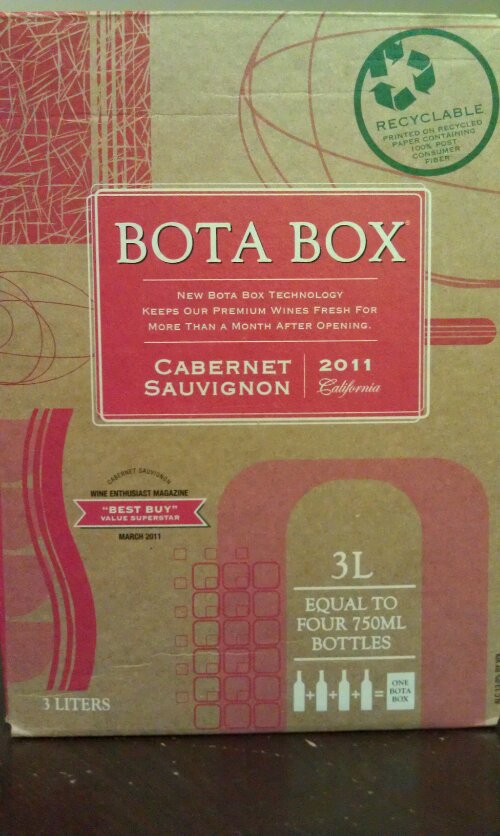 RECYCLABLE
PRINTED ON RECYCLED
PAPER CONTAINING
100% POST
CONSUMER
FIBER
BOTA BOX®
NEW BOTA BOX TECHNOLOGY
KEEPS OUR PREMIUM WINES FRESH FOR
MORE THAN A MONTH AFTER OPENING.
CABERNET
SAUVIGNON
2011
California
CABERNET SAUVIGNON
WINE ENTHUSIAST MAGAZINE
"BEST BUY"
VALUE SUPERSTAR
MARCH 2011
3L
EQUAL TO
FOUR 750ML
BOTTLES
+ + + =
ONE
BOTA
BOX
3 LITERS